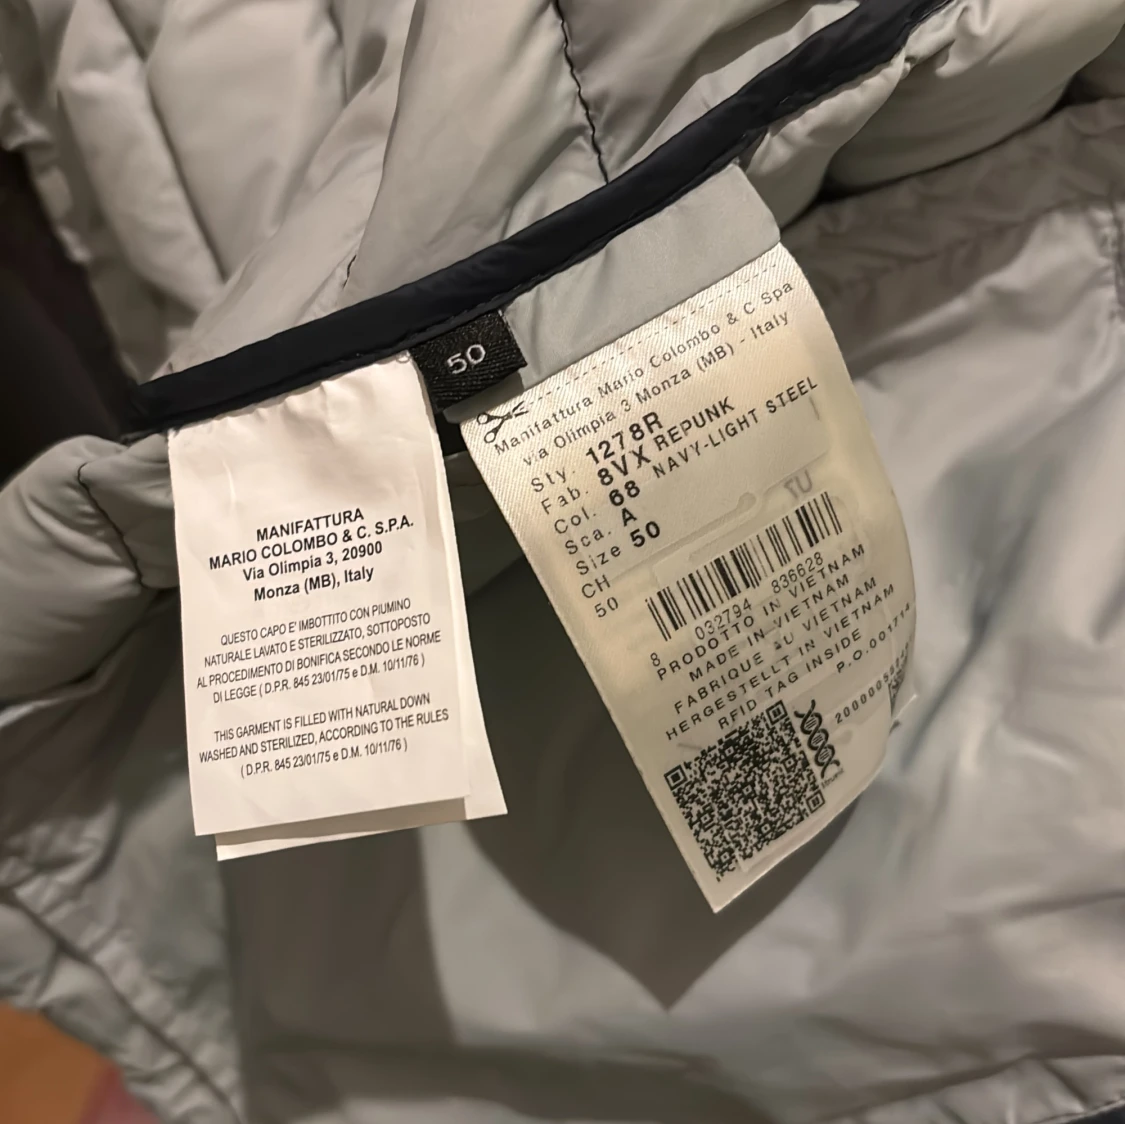 50
MANIFATTURA
MARIO COLOMBO & C. S.P.A.
Via Olimpia 3, 20900
Monza (MB), Italy
QUESTO CAPO E' IMBOTTITO CON PIUMINO
NATURALE LAVATO E STERILIZZATO, SOTTOPOSTO
AL PROCEDIMENTO DI BONIFICA SECONDO LE NORME
DI LEGGE ( D.P.R. 845 23/01/75 e D.M. 10/11/76 )
THIS GARMENT IS FILLED WITH NATURAL DOWN
WASHED AND STERILIZED, ACCORDING TO THE RULES
( D.P.R. 845 23/01/75 e D.M. 10/11/76 )
Manifattura Mario Colombo & C Spa
via Olimpia 3 Monza (MB) - Italy
Sty. 1278R
Fab. 8VX REPUNK
Col. 68 NAVY-LIGHT STEEL
Sca. A
Size 50
CH
50
8 032794 836628
PRODOTTO IN VIETNAM
MADE IN VIETNAM
FABRIQUE AU VIETNAM
HERGESTELLT IN VIETNAM
RFID TAG INSIDE
P.O.001714